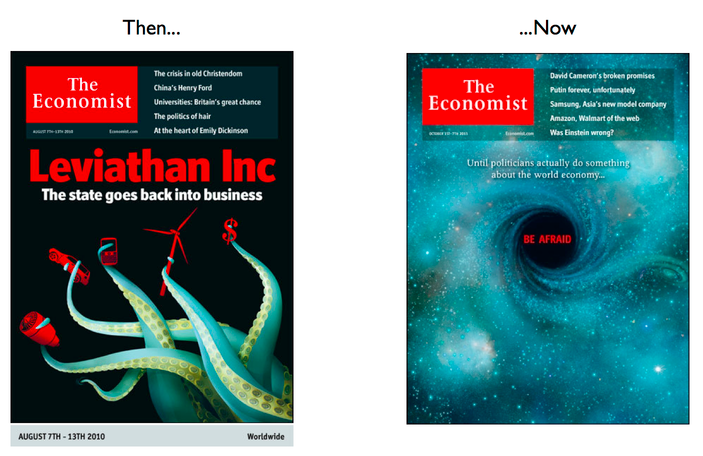 Then...
The
Economist
AUGUST 7TH-13TH 2010
Economist.com
The crisis in old Christendom
China's Henry Ford
Universities: Britain's great chance
The politics of hair
At the heart of Emily Dickinson
Leviathan Inc
The state goes back into business
$
AUGUST 7TH - 13TH 2010
Worldwide
...Now
The
Economist
OCTOBER 1ST-7TH 2011
Economist.com
David Cameron's broken promises
Putin forever, unfortunately
Samsung, Asia's new model company
Amazon, Walmart of the web
Was Einstein wrong?
Until politicians actually do something
about the world economy...
BE AFRAID